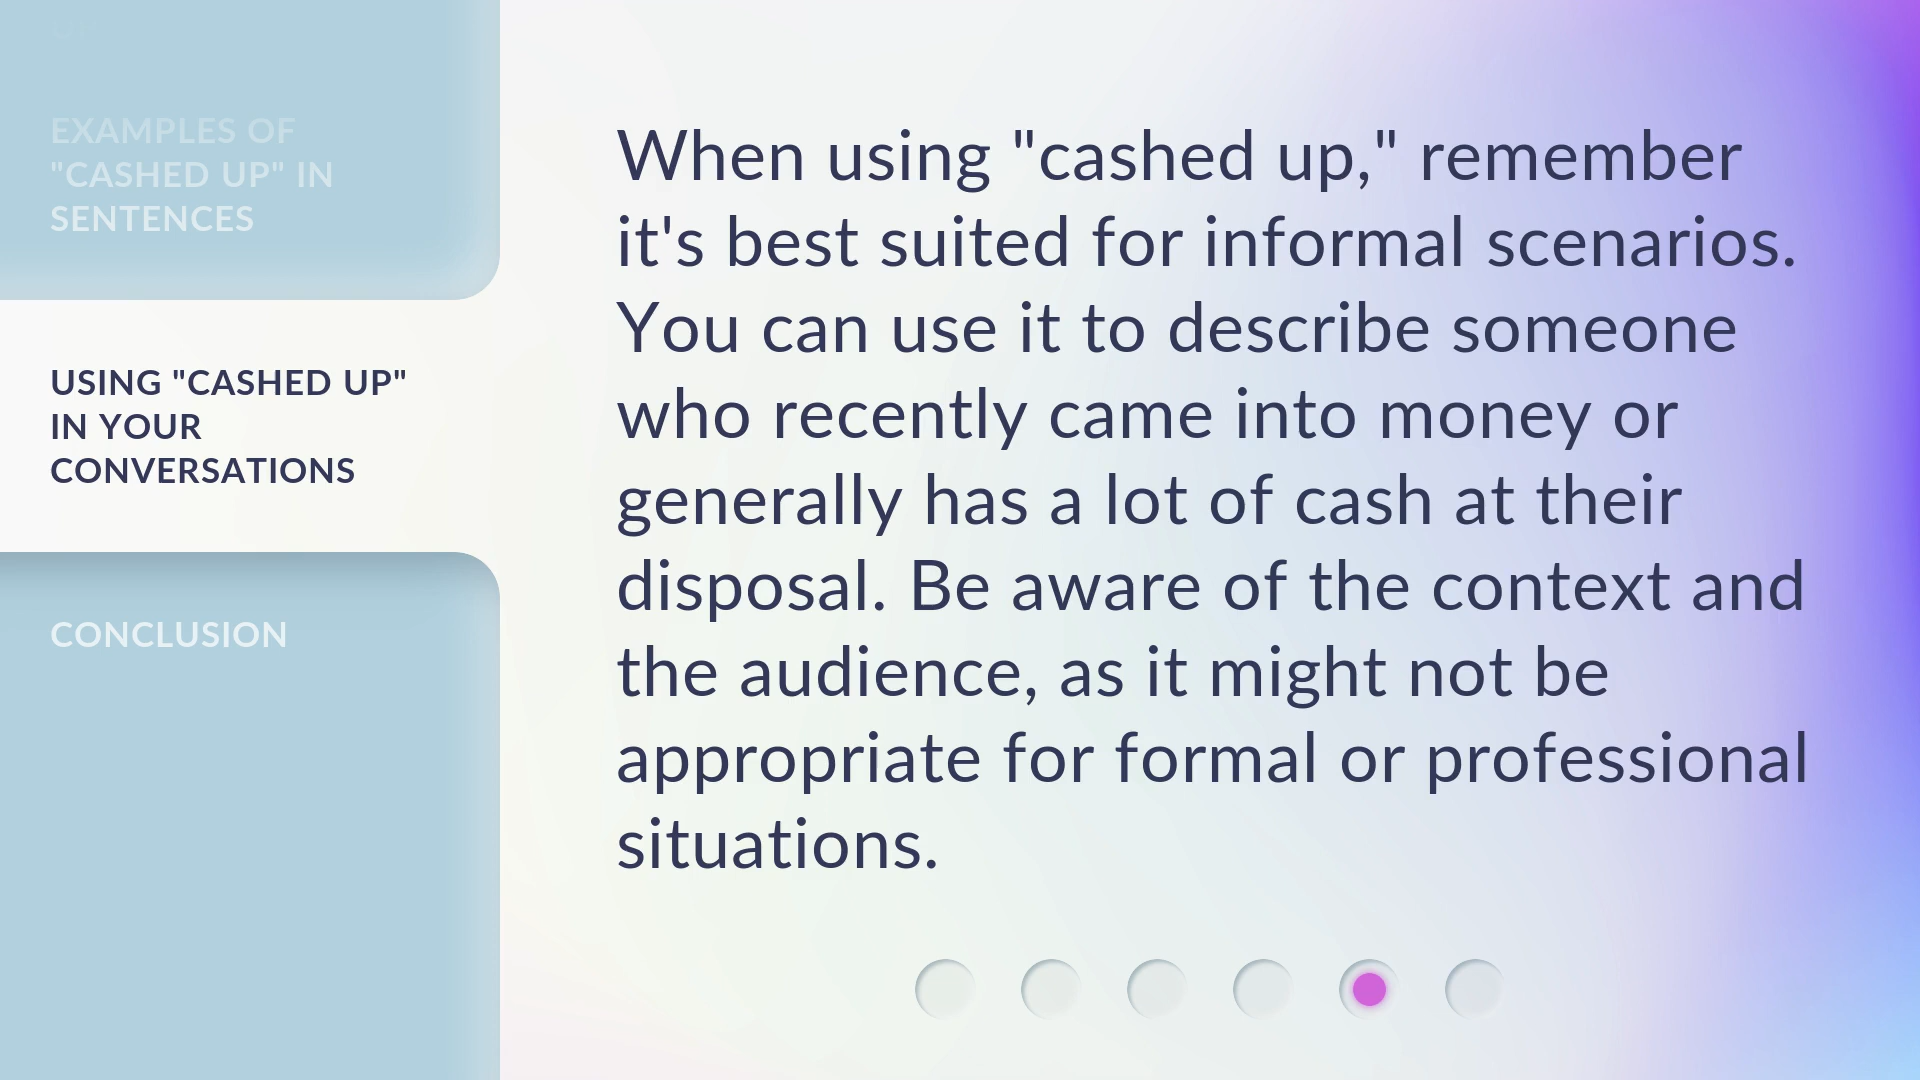 EXAMPLES OF
"CASHED UP" IN
SENTENCES
USING "CASHED UP"
IN YOUR
CONVERSATIONS
CONCLUSION
When using "cashed up," remember
it's best suited for informal scenarios.
You can use it to describe someone
who recently came into money or
generally has a lot of cash at their
disposal. Be aware of the context and
the audience, as it might not be
appropriate for formal or professional
situations.